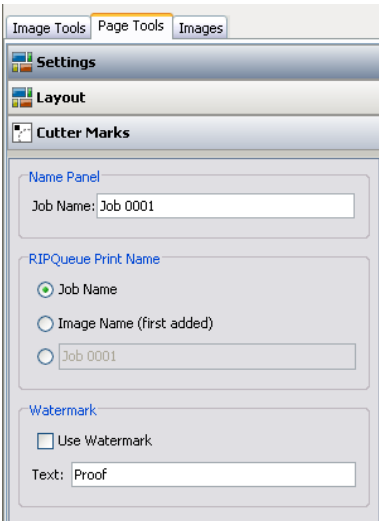 Image Tools Page Tools Images
Settings
Layout
Cutter Marks
Name Panel
Job Name: Job 0001
RIPQueue Print Name
Job Name
Image Name (first added)
Job 0001
Watermark
Use Watermark
Text: Proof